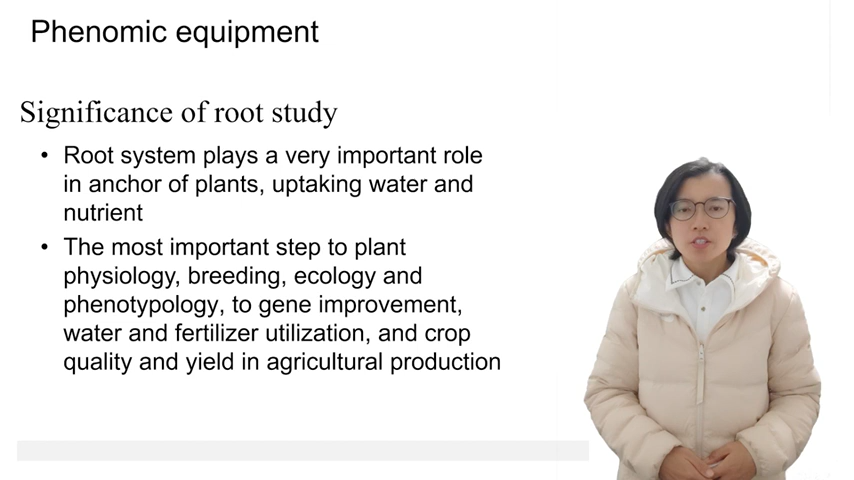 Phenomic equipment
Significance of root study
• Root system plays a very important role
in anchor of plants, uptaking water and
nutrient
• The most important step to plant
physiology, breeding, ecology and
phenotypology, to gene improvement,
water and fertilizer utilization, and crop
quality and yield in agricultural production